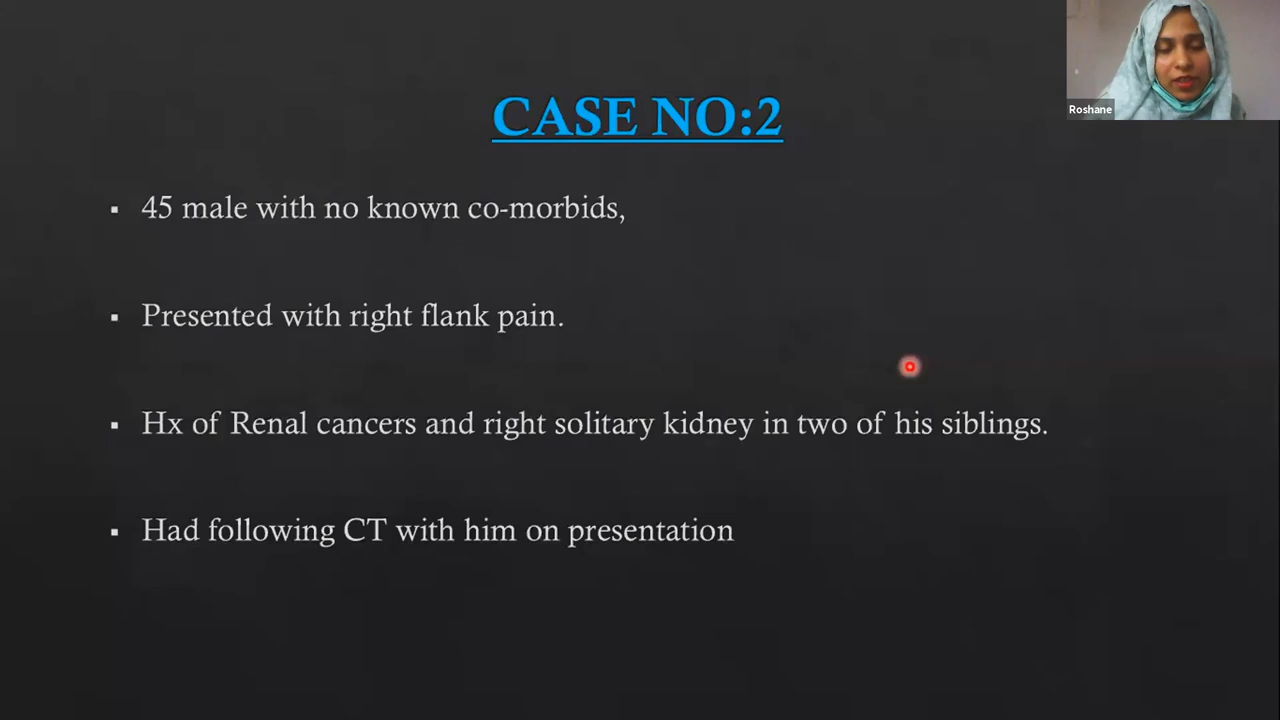 Roshane
CASE NO:2
45 male with no known co-morbids,
Presented with right flank pain.
Hx of Renal cancers and right solitary kidney in two of his siblings.
Had following CT with him on presentation